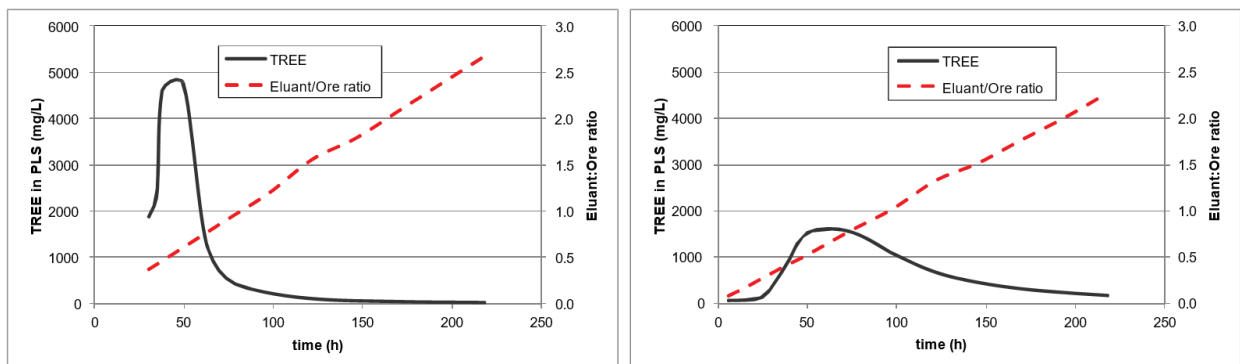 6000
5000
4000
3000
2000
1000
0
TREE in PLS (mg/L)
TREE
Eluant/Ore ratio
3.0
2.5
2.0
1.5
1.0
0.5
0.0
Eluant:Ore ratio
0 50 100 150 200 250
time (h)
6000
5000
4000
3000
2000
1000
0
TREE in PLS (mg/L)
TREE
Eluant/Ore ratio
3.0
2.5
2.0
1.5
1.0
0.5
0.0
Eluant:Ore ratio
0 50 100 150 200 250
time (h)